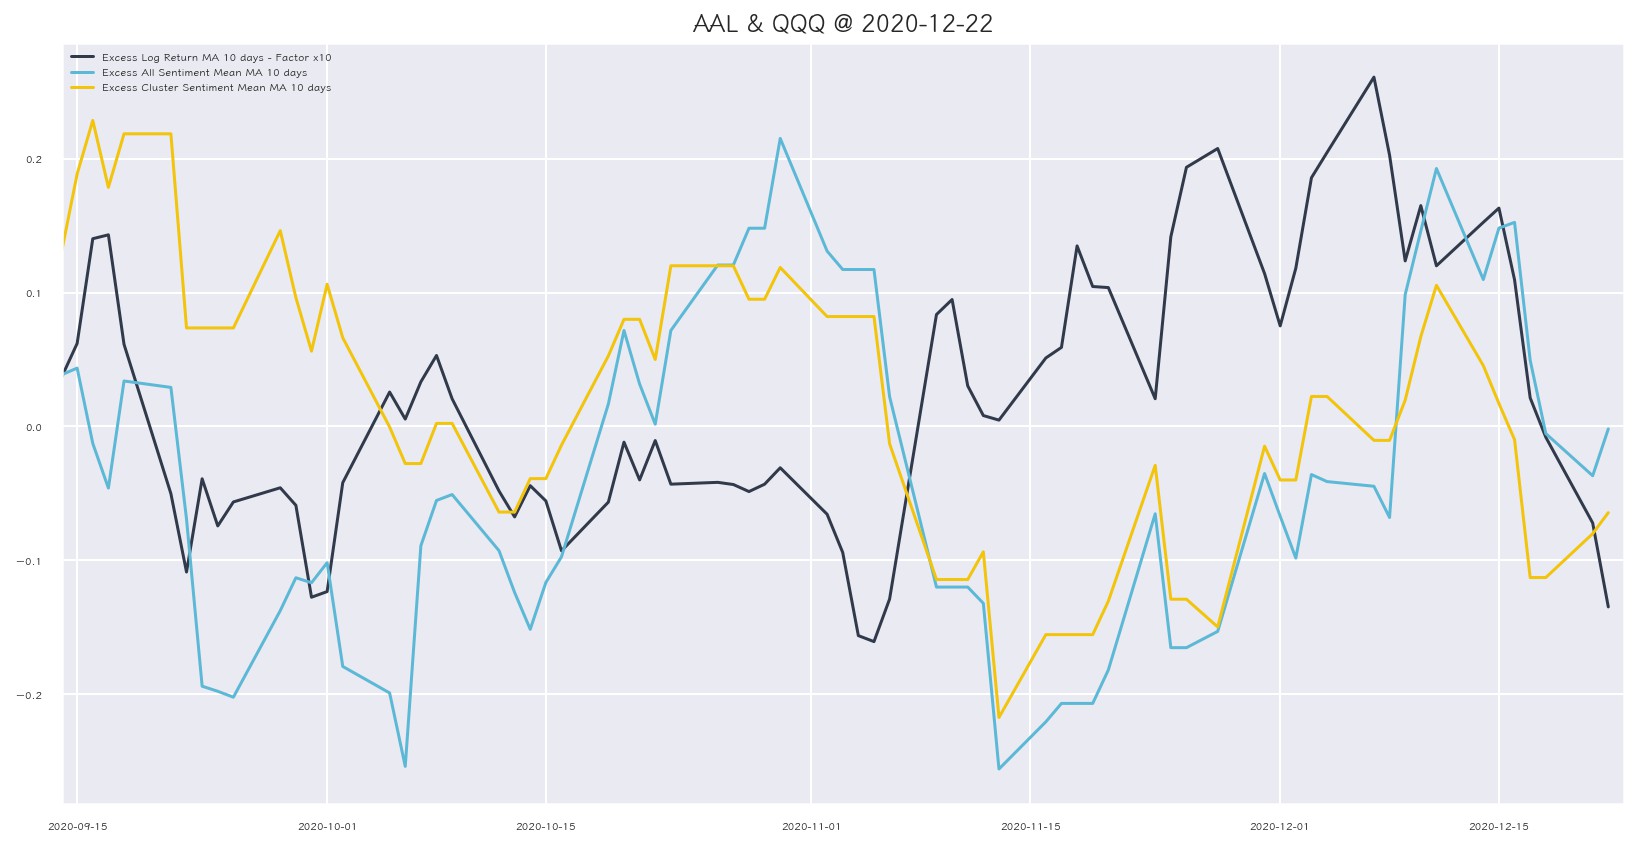 AAL & QQQ @ 2020-12-22
Excess Log Return MA 10 days - Factor x10
Excess All Sentiment Mean MA 10 days
Excess Cluster Sentiment Mean MA 10 days
0.2
0.1
0.0
−0.1
−0.2
2020-09-15 2020-10-01 2020-10-15 2020-11-01 2020-11-15 2020-12-01 2020-12-15